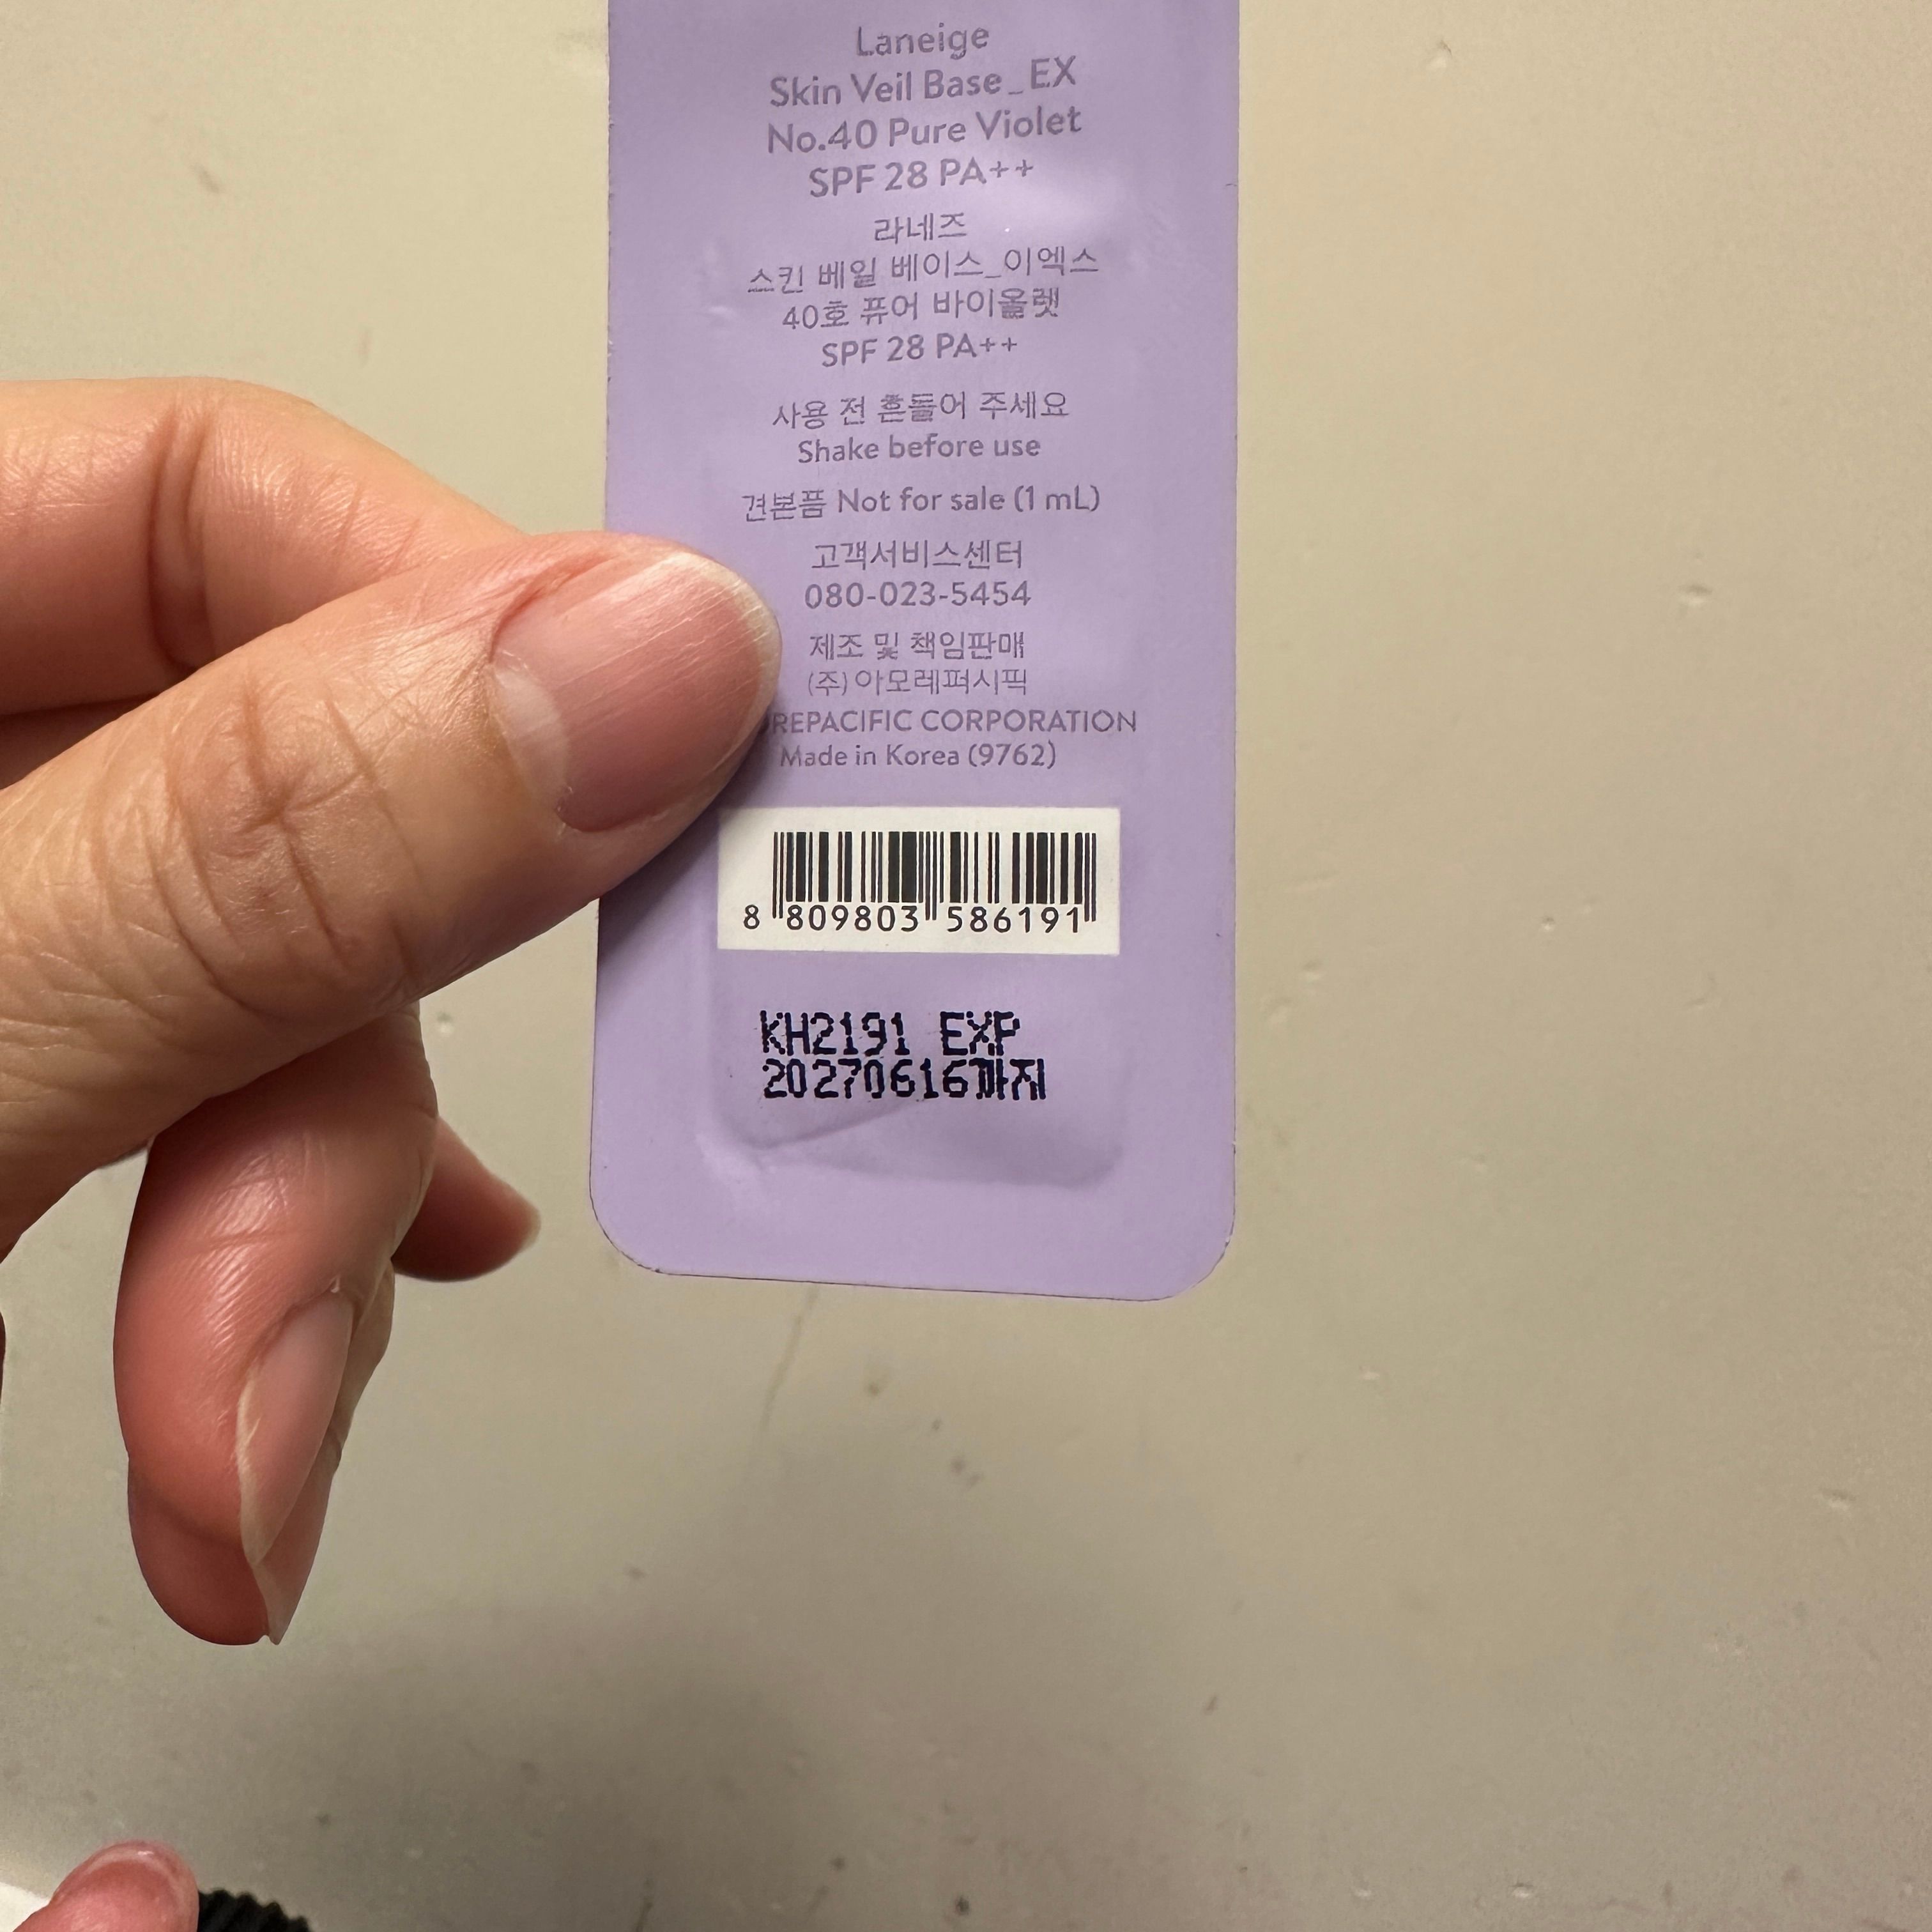 Laneige
Skin Veil Base_EX
No.40 Pure Violet
SPF 28 PA++
라네즈
스킨 베일 베이스_이엑스
40호 퓨어 바이올렛
SPF 28 PA++
사용 전 흔들어 주세요
Shake before use
견본품 Not for sale (1 mL)
고객서비스센터
080-023-5454
제조 및 책임판매
(주)아모레퍼시픽
REPACIFIC CORPORATION
Made in Korea (9762)
8 809803 586191
KH2191 EXP
20270616까지